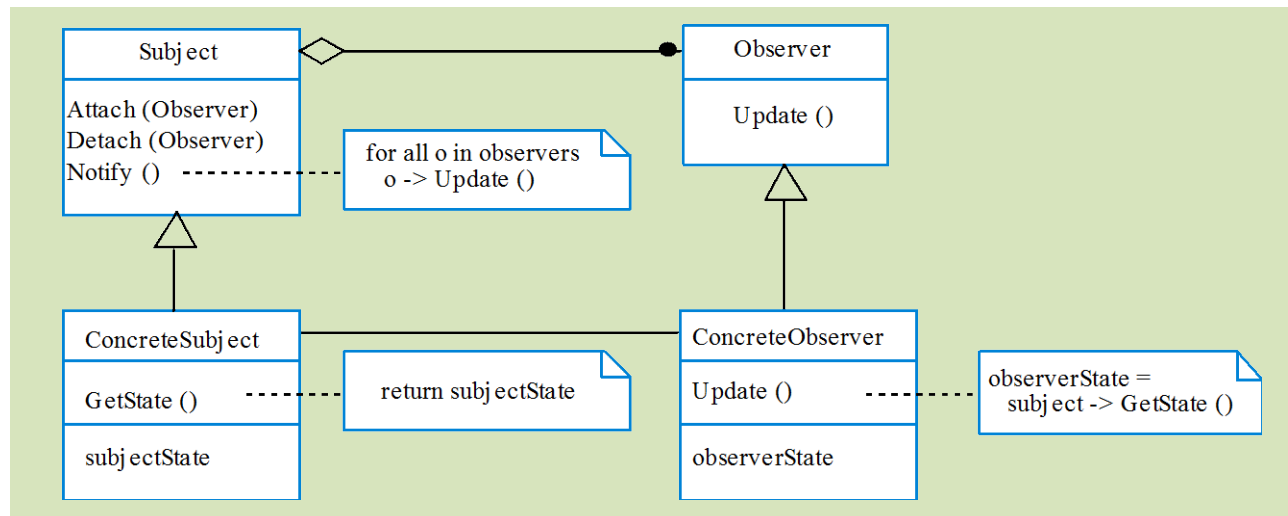 Subject
Observer
Attach (Observer)
Detach (Observer)
Notify ()
for all o in observers
o -> Update ()
Update ()
ConcreteSubject
GetState ()
subjectState
return subjectState
ConcreteObserver
Update ()
observerState
observerState =
subject -> GetState ()